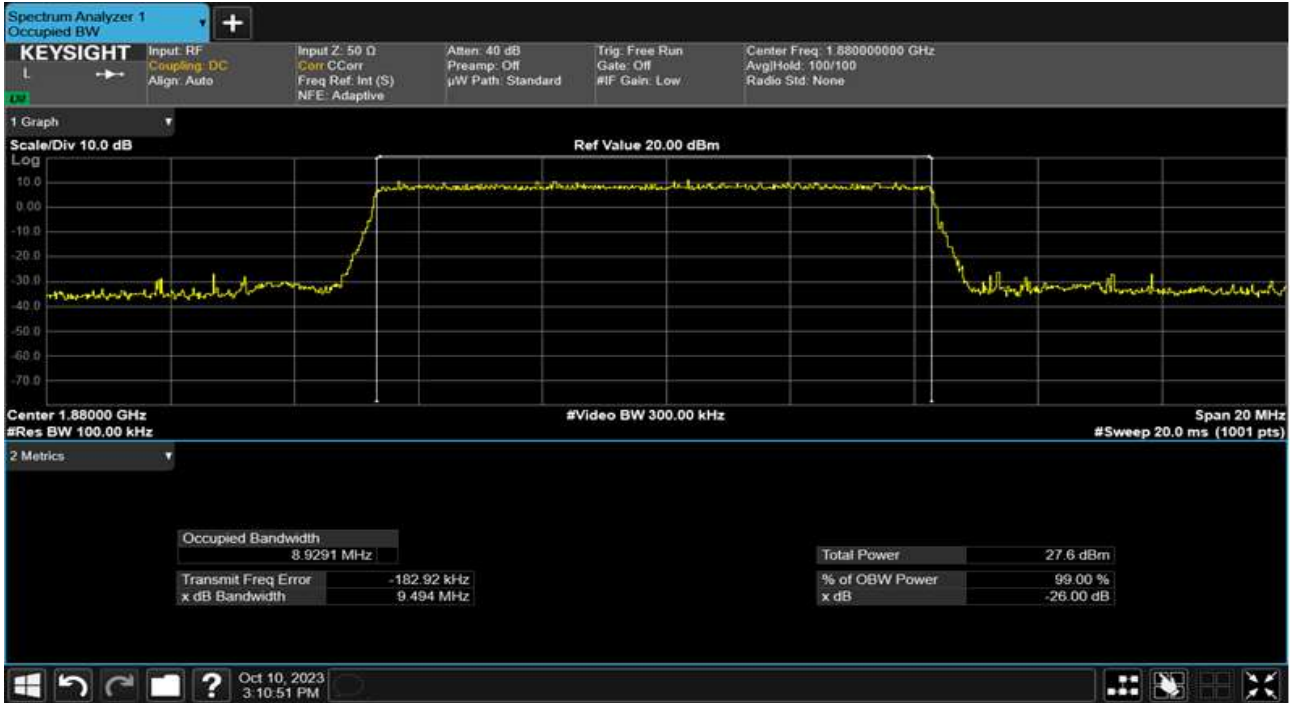 Spectrum Analyzer 1
Occupied BW
KEYSIGHT
L
Input: RF
Coupling: DC
Align: Auto
Input Z: 50 Ω
Corr CCorr
Freq Ref: Int (S)
NFE: Adaptive
Atten: 40 dB
Preamp: Off
µW Path: Standard
Trig: Free Run
Gate: Off
#IF Gain: Low
Center Freq: 1.880000000 GHz
Avg|Hold: 100/100
Radio Std: None
1 Graph
Scale/Div 10.0 dB
Ref Value 20.00 dBm
Log
10.0
0.00
-10.0
-20.0
-30.0
-40.0
-50.0
-60.0
-70.0
Center 1.88000 GHz
#Video BW 300.00 kHz
Span 20 MHz
#Res BW 100.00 kHz
#Sweep 20.0 ms (1001 pts)
2 Metrics
Occupied Bandwidth
8.9291 MHz
Total Power 27.6 dBm
Transmit Freq Error -182.92 kHz
% of OBW Power 99.00 %
x dB Bandwidth 9.494 MHz
x dB -26.00 dB
?
Oct 10, 2023
3:10:51 PM